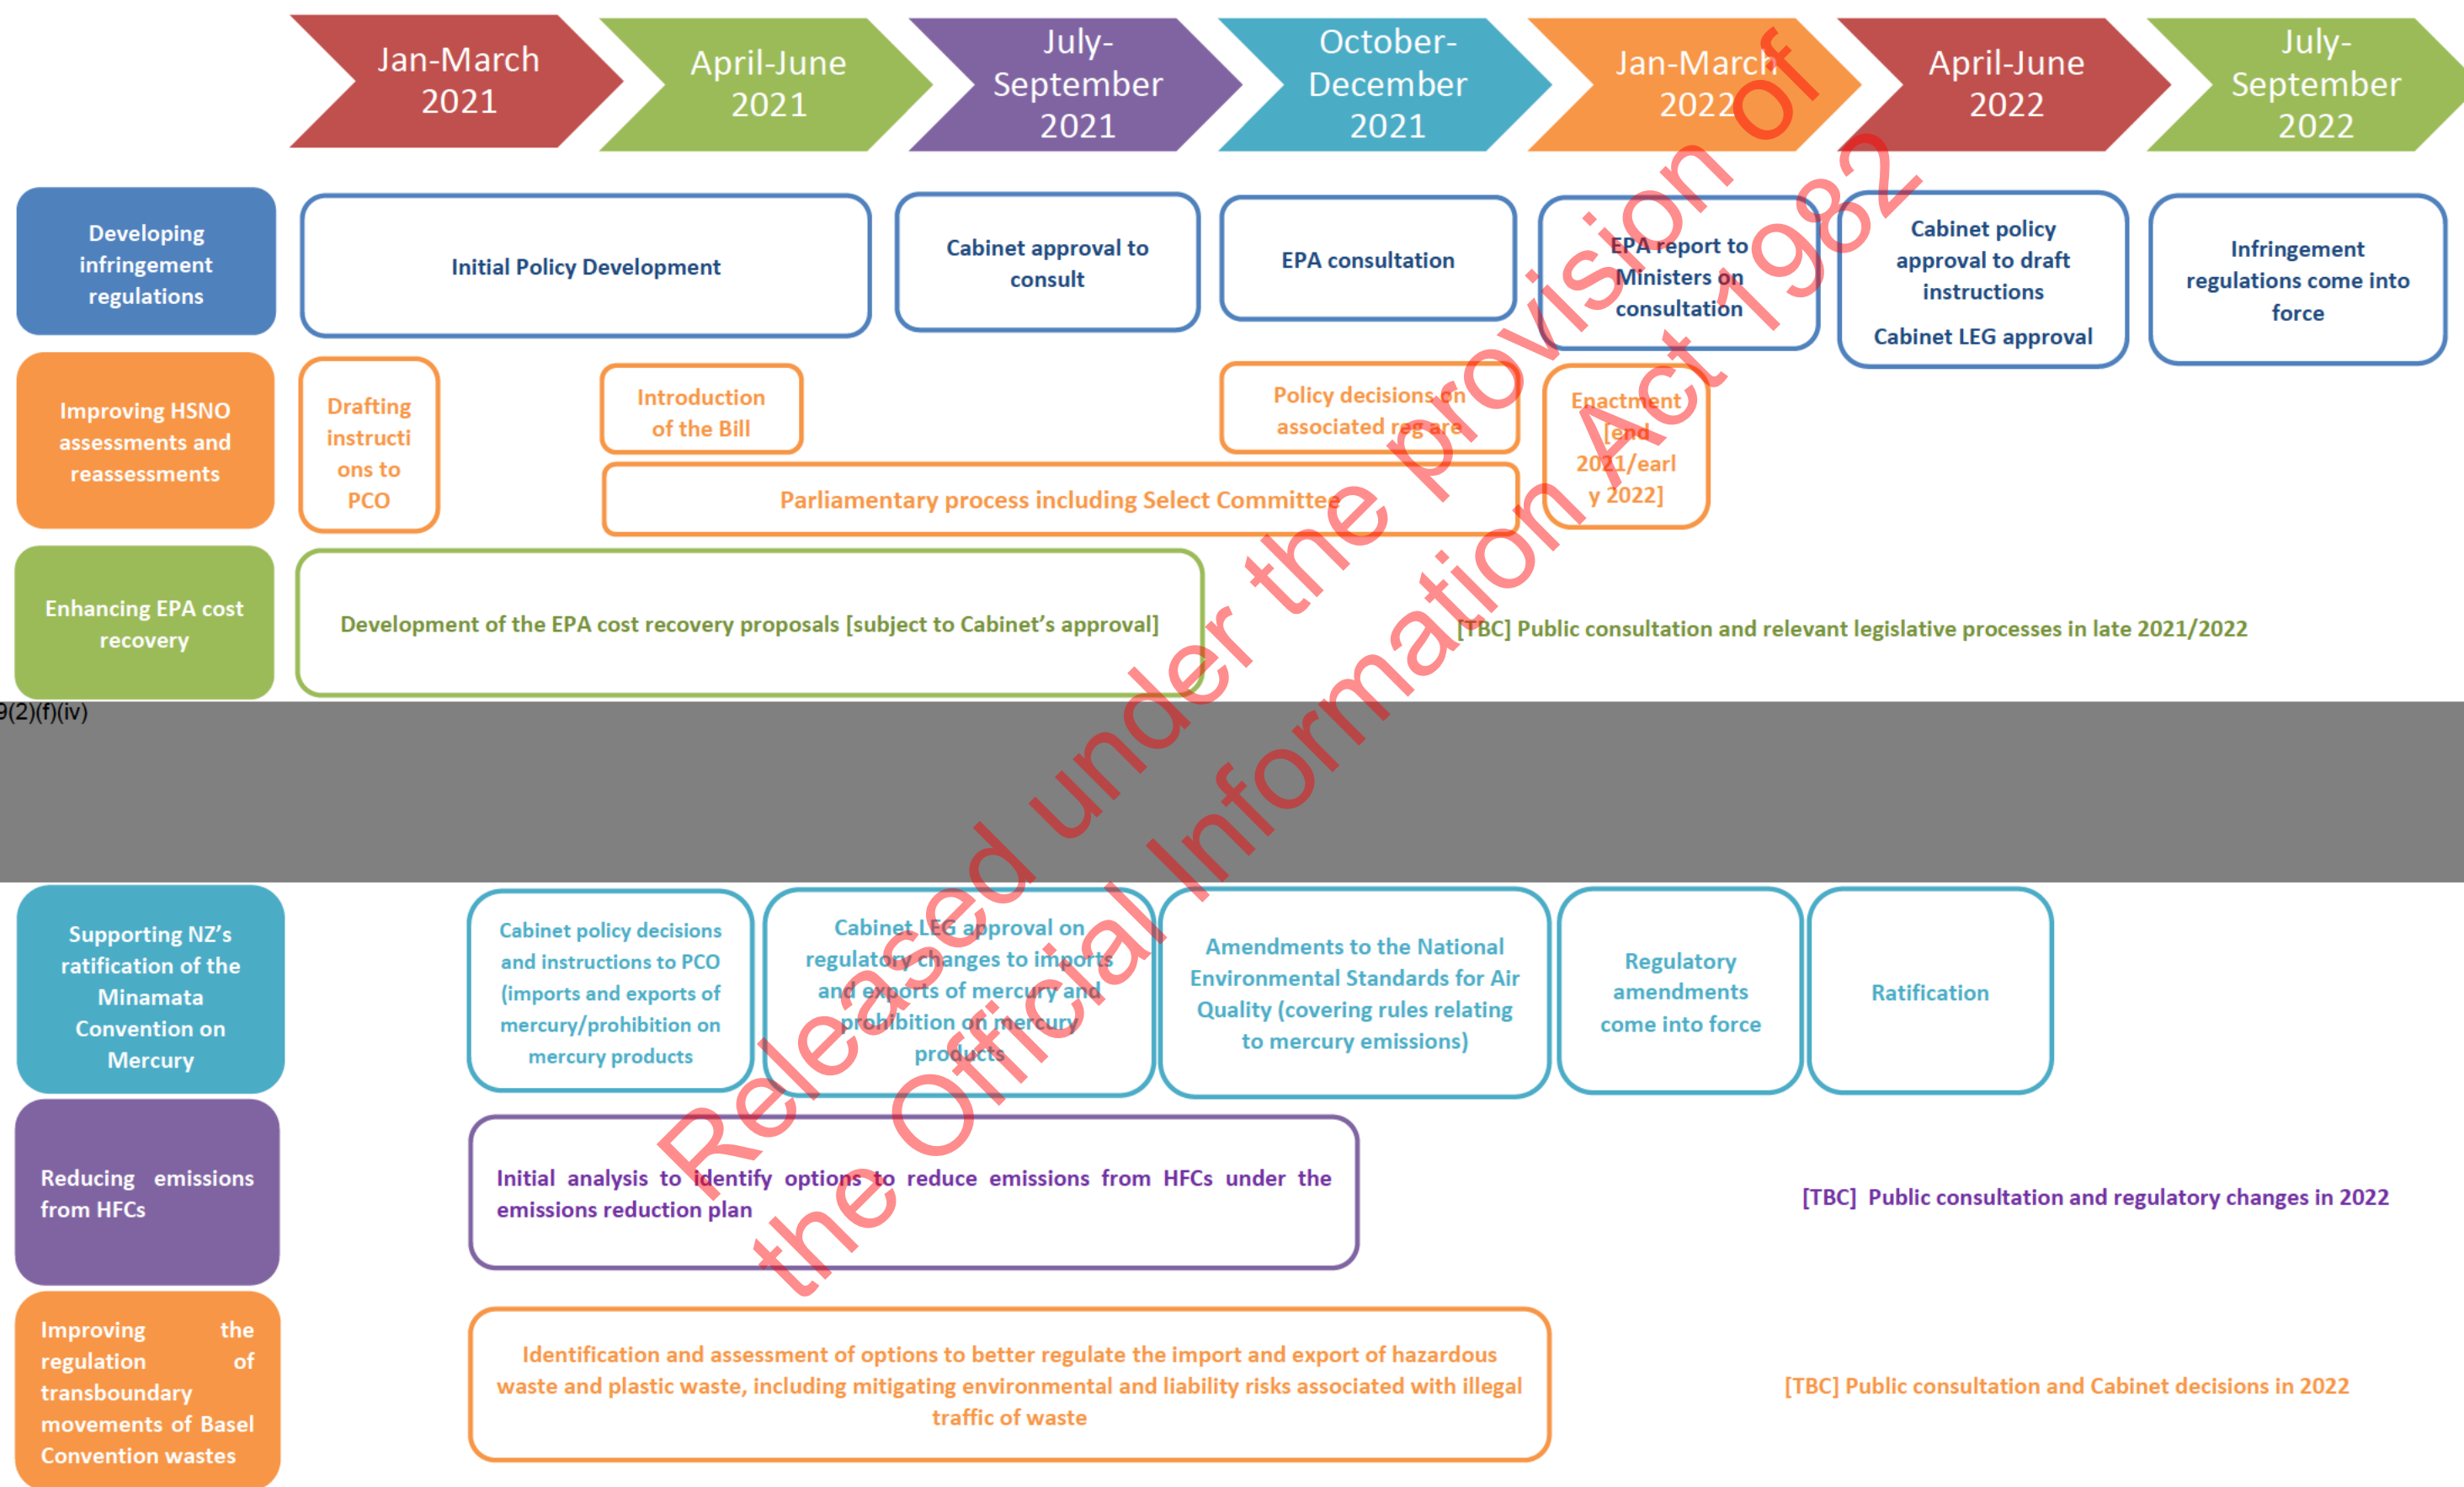 Jan-March
2021
April-June
2021
July-
September
2021
October-
December
2021
Jan-March
2022
April-June
2022
July-
September
2022
Developing
infringement
regulations
Initial Policy Development
Cabinet approval to
consult
EPA consultation
EPA report to
Ministers on
consultation
Cabinet policy
approval to draft
instructions
Cabinet LEG approval
Infringement
regulations come into
force
Improving HSNO
assessments and
reassessments
Drafting
instructi
ons to
PCO
Introduction
of the Bill
Policy decisions on
associated reg are
Parliamentary process including Select Committee
Enactment
[end
2021/earl
y 2022]
Enhancing EPA cost
recovery
Development of the EPA cost recovery proposals [subject to Cabinet's approval]
[TBC] Public consultation and relevant legislative processes in late 2021/2022
9(2)(f)(iv)
Supporting NZ's
ratification of the
Minamata
Convention on
Mercury
Cabinet policy decisions
and instructions to PCO
(imports and exports of
mercury/prohibition on
mercury products
Cabinet LEG approval on
regulatory changes to imports
and exports of mercury and
prohibition on mercury
products
Amendments to the National
Environmental Standards for Air
Quality (covering rules relating
to mercury emissions)
Regulatory
amendments
come into force
Ratification
Reducing emissions
from HFCs
Initial analysis to identify options to reduce emissions from HFCs under the
emissions reduction plan
[TBC] Public consultation and regulatory changes in 2022
Improving the
regulation of
transboundary
movements of Basel
Convention wastes
Identification and assessment of options to better regulate the import and export of hazardous
waste and plastic waste, including mitigating environmental and liability risks associated with illegal
traffic of waste
[TBC] Public consultation and Cabinet decisions in 2022
Released under the provision of
the Official Information Act 1982